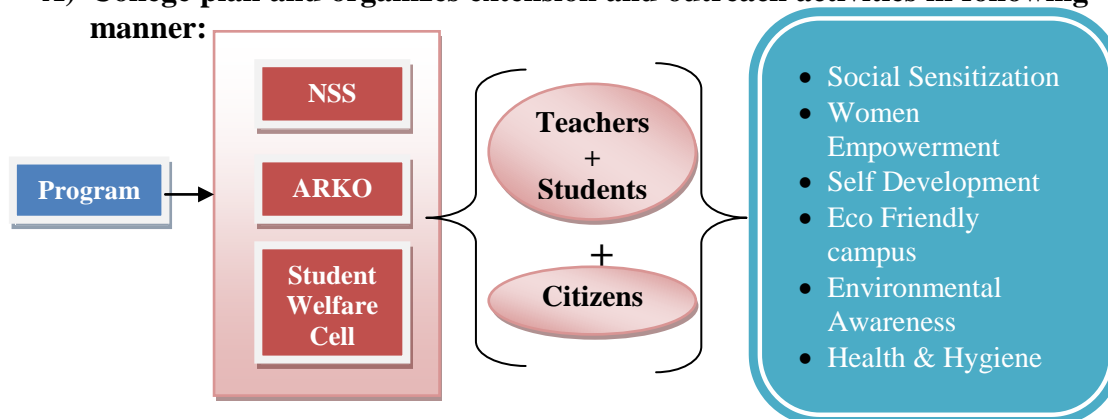 A) College plan and organizes extension and outreach activities in following
manner:
Program
NSS
ARKO
Student
Welfare
Cell
Teachers
+
Students
+
Citizens
• Social Sensitization
• Women
Empowerment
• Self Development
• Eco Friendly
campus
• Environmental
Awareness
• Health & Hygiene